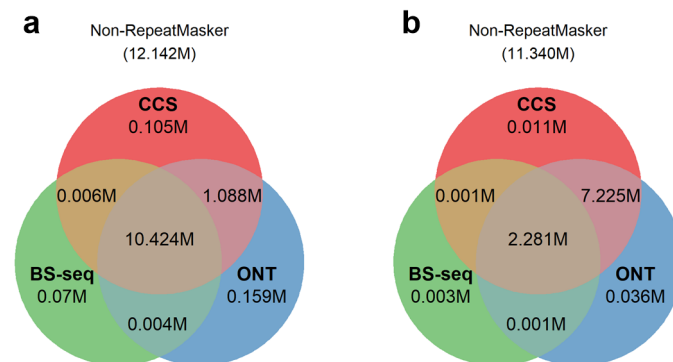 a
Non-RepeatMasker
(12.142M)
CCS
0.105M
0.006M
1.088M
10.424M
BS-seq
0.07M
ONT
0.159M
0.004M
b
Non-RepeatMasker
(11.340M)
CCS
0.011M
0.001M
7.225M
2.281M
BS-seq
0.003M
ONT
0.036M
0.001M